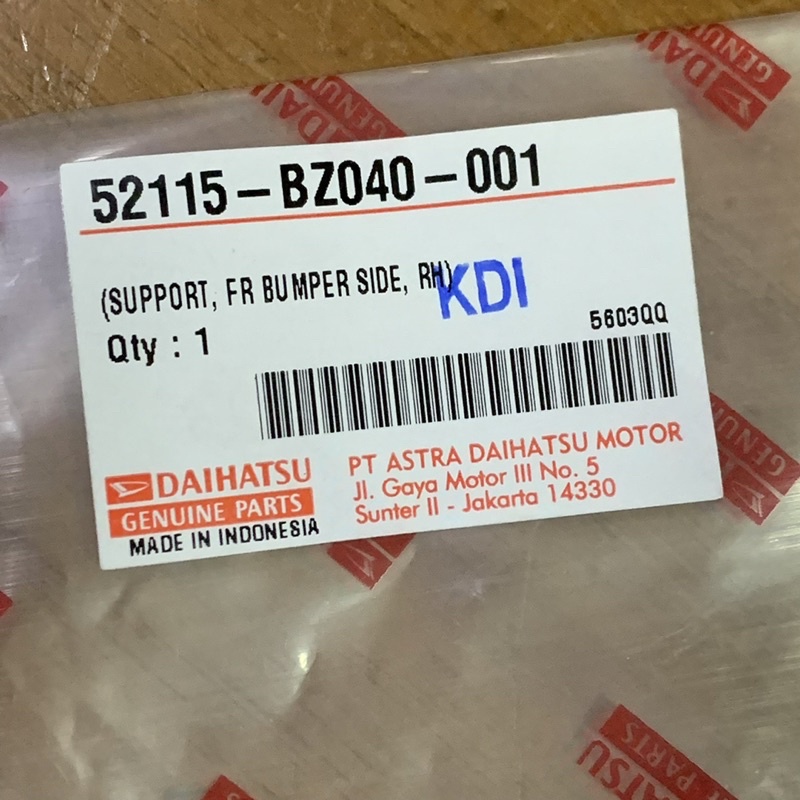 52115-BZ040-001
(SUPPORT, FR BUMPER SIDE, RH)
KDI
Qty : 1
5603QQ
DAIHATSU
GENUINE PARTS
MADE IN INDONESIA
PT ASTRA DAIHATSU MOTOR
Jl. Gaya Motor III No. 5
Sunter II - Jakarta 14330